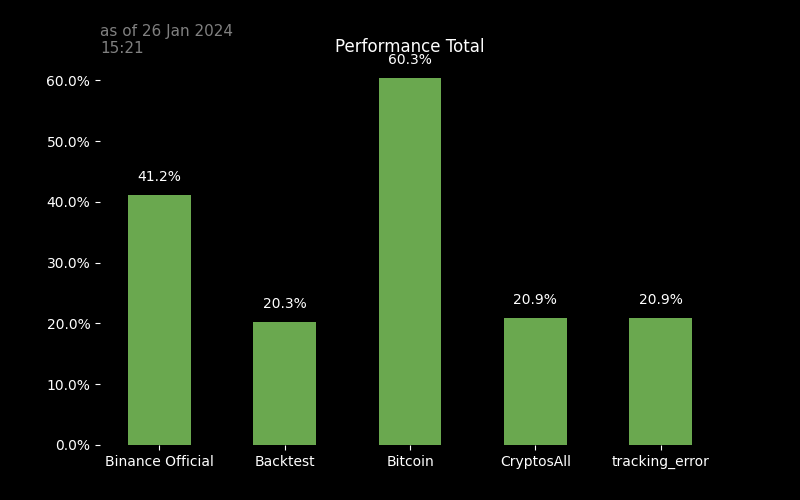 as of 26 Jan 2024
15:21
Performance Total
60.3%
60.0%
50.0%
41.2%
40.0%
30.0%
20.3%
20.9%
20.9%
20.0%
10.0%
0.0%
Binance Official
Backtest
Bitcoin
CryptosAll
tracking_error